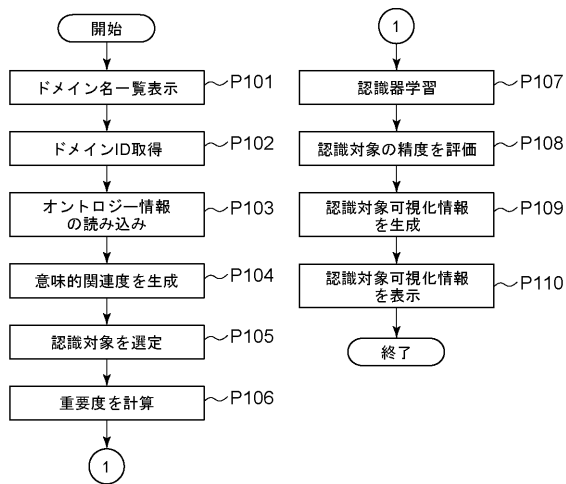 開始
ドメイン名一覧表示
P101
ドメインID取得
P102
オントロジー情報
の読み込み
P103
意味的関連度を生成
P104
認識対象を選定
P105
重要度を計算
P106
1
1
認識器学習
P107
認識対象の精度を評価
P108
認識対象可視化情報
を生成
P109
認識対象可視化情報
を表示
P110
終了